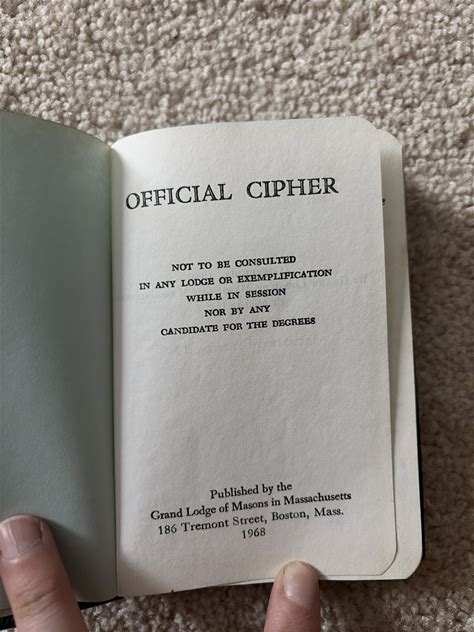 OFFICIAL CIPHER
NOT TO BE CONSULTED
IN ANY LODGE OR EXEMPLIFICATION
WHILE IN SESSION
NOR BY ANY
CANDIDATE FOR THE DEGREES
Published by the
Grand Lodge of Masons in Massachusetts
186 Tremont Street, Boston, Mass.
1968